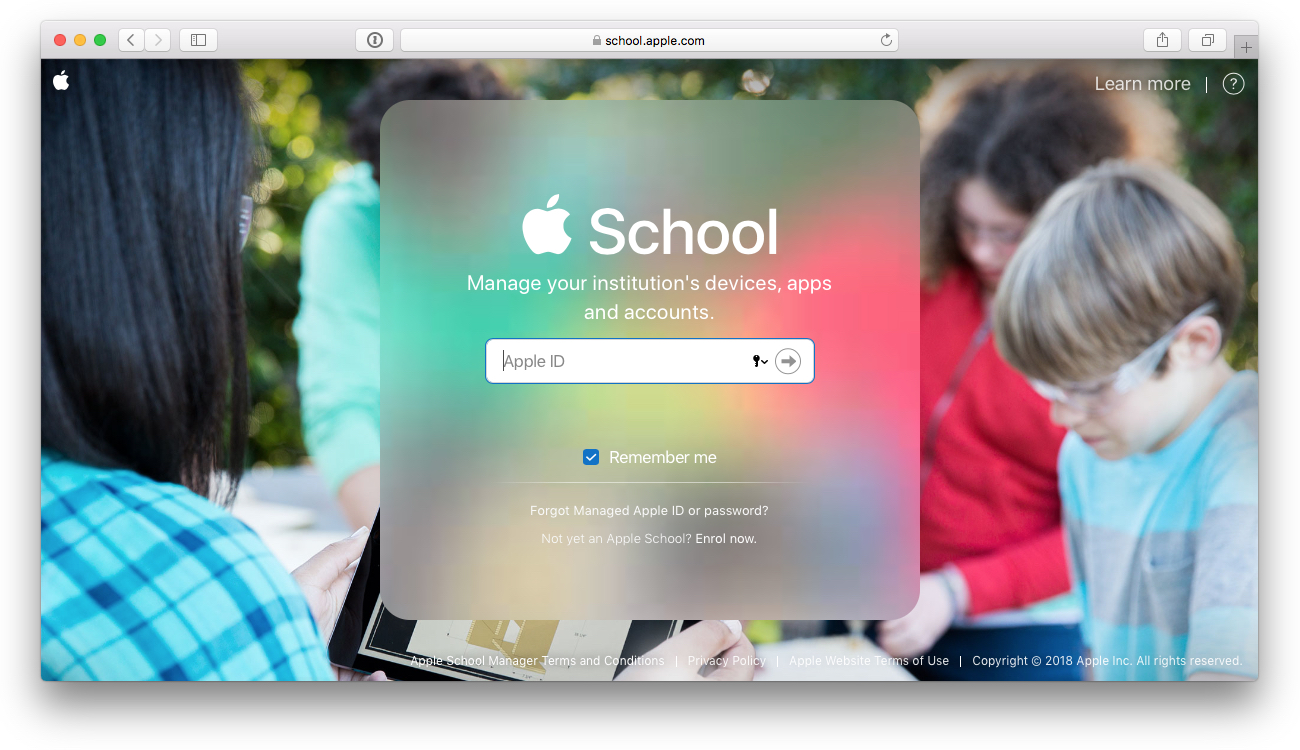 school.apple.com
Learn more | ?
School
Manage your institution's devices, apps
and accounts.
Apple ID
Remember me
Forgot Managed Apple ID or password?
Not yet an Apple School? Enrol now.
Apple School Manager Terms and Conditions | Privacy Policy | Apple Website Terms of Use | Copyright © 2018 Apple Inc. All rights reserved.